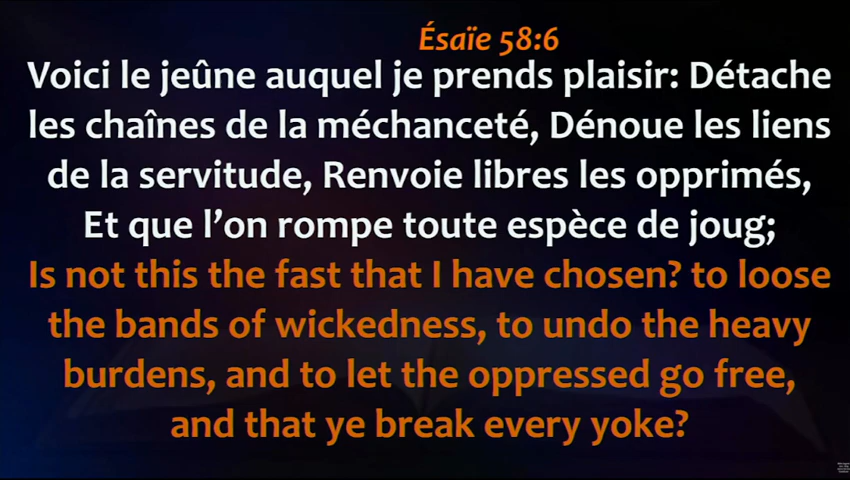 Ésaïe 58:6
Voici le jeûne auquel je prends plaisir: Détache
les chaînes de la méchanceté, Dénoue les liens
de la servitude, Renvoie libres les opprimés,
Et que l’on rompe toute espèce de joug;
Is not this the fast that I have chosen? to loose
the bands of wickedness, to undo the heavy
burdens, and to let the oppressed go free,
and that ye break every yoke?